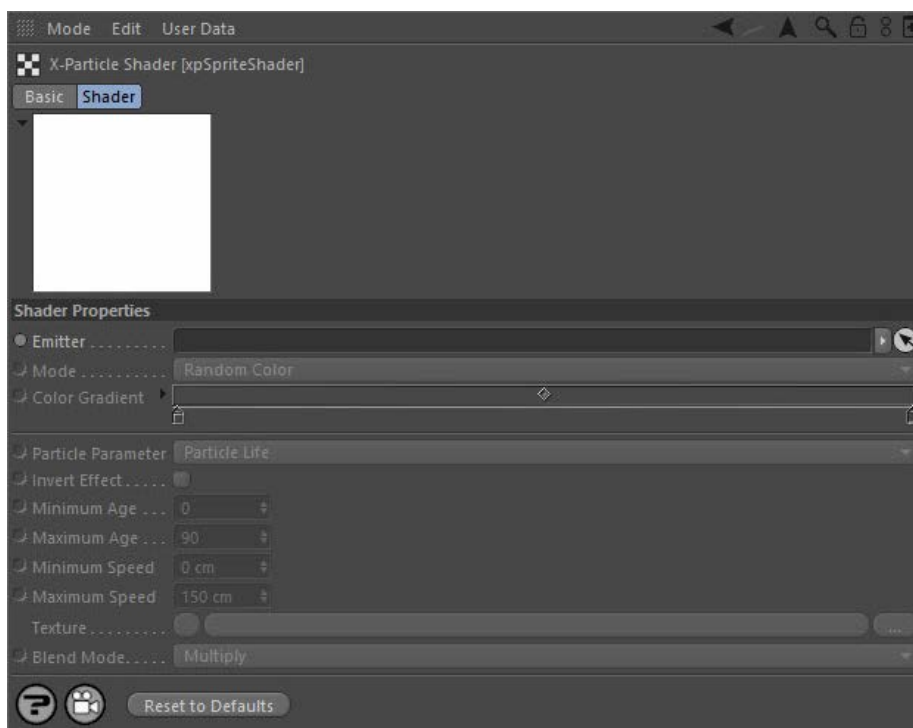 Mode Edit User Data
X-Particle Shader [xpSpriteShader]
Basic Shader
Shader Properties
Emitter . . . . . . . . .
Mode . . . . . . . . . . Random Color
Color Gradient
Particle Parameter Particle Life
Invert Effect . . . . .
Minimum Age . . . 0
Maximum Age . . . 90
Minimum Speed 0 cm
Maximum Speed 150 cm
Texture . . . . . . . . . ...
Blend Mode. . . . . Multiply
Reset to Defaults